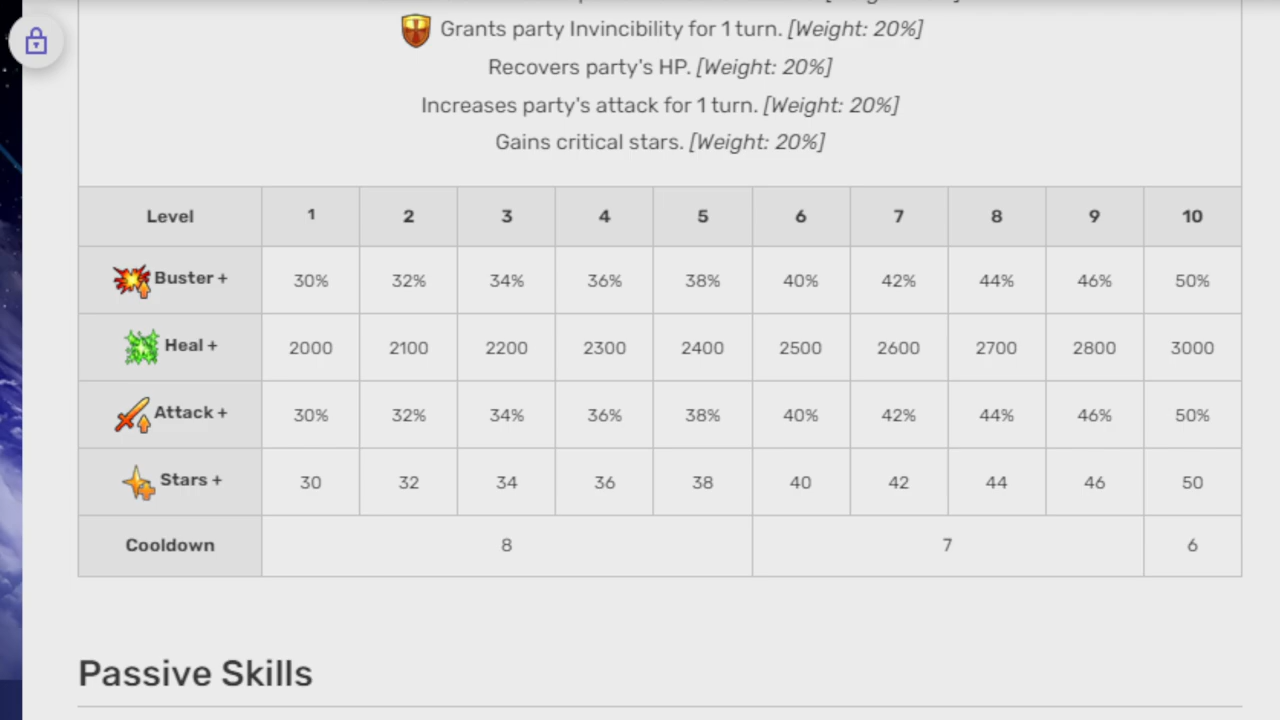 Grants party Invincibility for 1 turn. [Weight: 20%]
Recovers party's HP. [Weight: 20%]
Increases party's attack for 1 turn. [Weight: 20%]
Gains critical stars. [Weight: 20%]
Level 1 2 3 4 5 6 7 8 9 10
Buster + 30% 32% 34% 36% 38% 40% 42% 44% 46% 50%
Heal + 2000 2100 2200 2300 2400 2500 2600 2700 2800 3000
Attack + 30% 32% 34% 36% 38% 40% 42% 44% 46% 50%
Stars + 30 32 34 36 38 40 42 44 46 50
Cooldown 8 7 6
Passive Skills